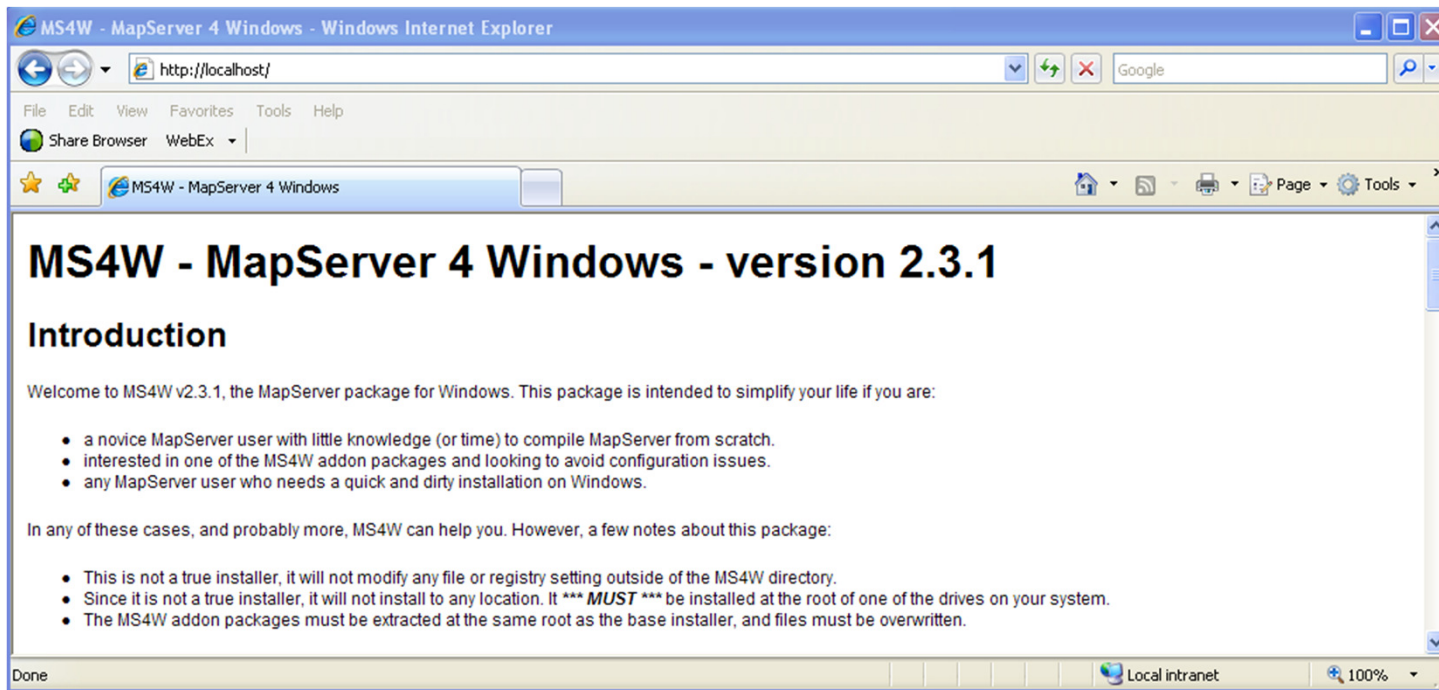 MS4W - MapServer 4 Windows - Windows Internet Explorer
http://localhost/
Google
File Edit View Favorites Tools Help
Share Browser WebEx
MS4W - MapServer 4 Windows
Page Tools
MS4W - MapServer 4 Windows - version 2.3.1
Introduction
Welcome to MS4W v2.3.1, the MapServer package for Windows. This package is intended to simplify your life if you are:
• a novice MapServer user with little knowledge (or time) to compile MapServer from scratch.
• interested in one of the MS4W addon packages and looking to avoid configuration issues.
• any MapServer user who needs a quick and dirty installation on Windows.
In any of these cases, and probably more, MS4W can help you. However, a few notes about this package:
• This is not a true installer, it will not modify any file or registry setting outside of the MS4W directory.
• Since it is not a true installer, it will not install to any location. It *** MUST *** be installed at the root of one of the drives on your system.
• The MS4W addon packages must be extracted at the same root as the base installer, and files must be overwritten.
Done
Local intranet
100%